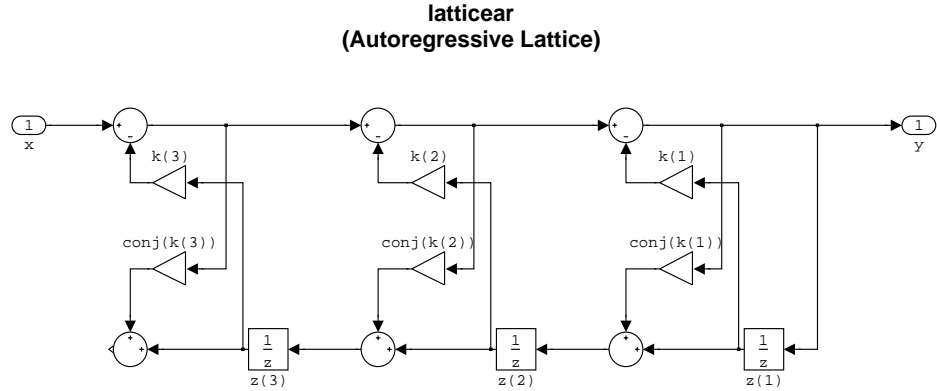 latticear
(Autoregressive Lattice)
1
x
+
-
+
-
+
-
1
y
k(3)
k(2)
k(1)
conj(k(3))
conj(k(2))
conj(k(1))
+
+
1
z
z(3)
+
+
1
z
z(2)
+
+
1
z
z(1)